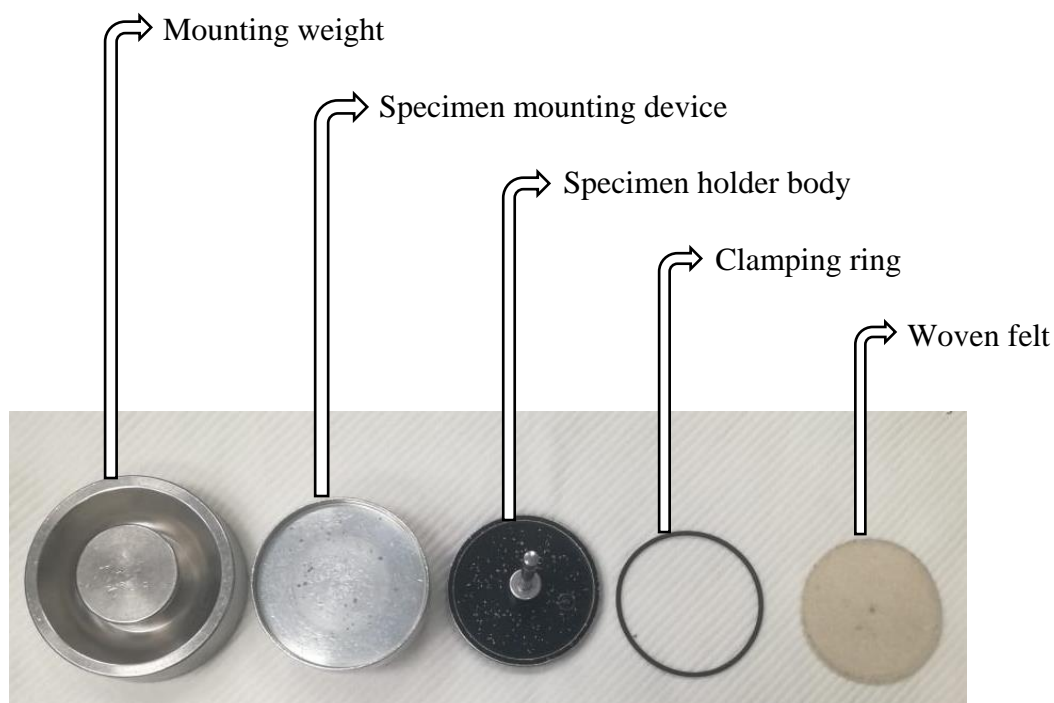 Mounting weight
Specimen mounting device
Specimen holder body
Clamping ring
Woven felt